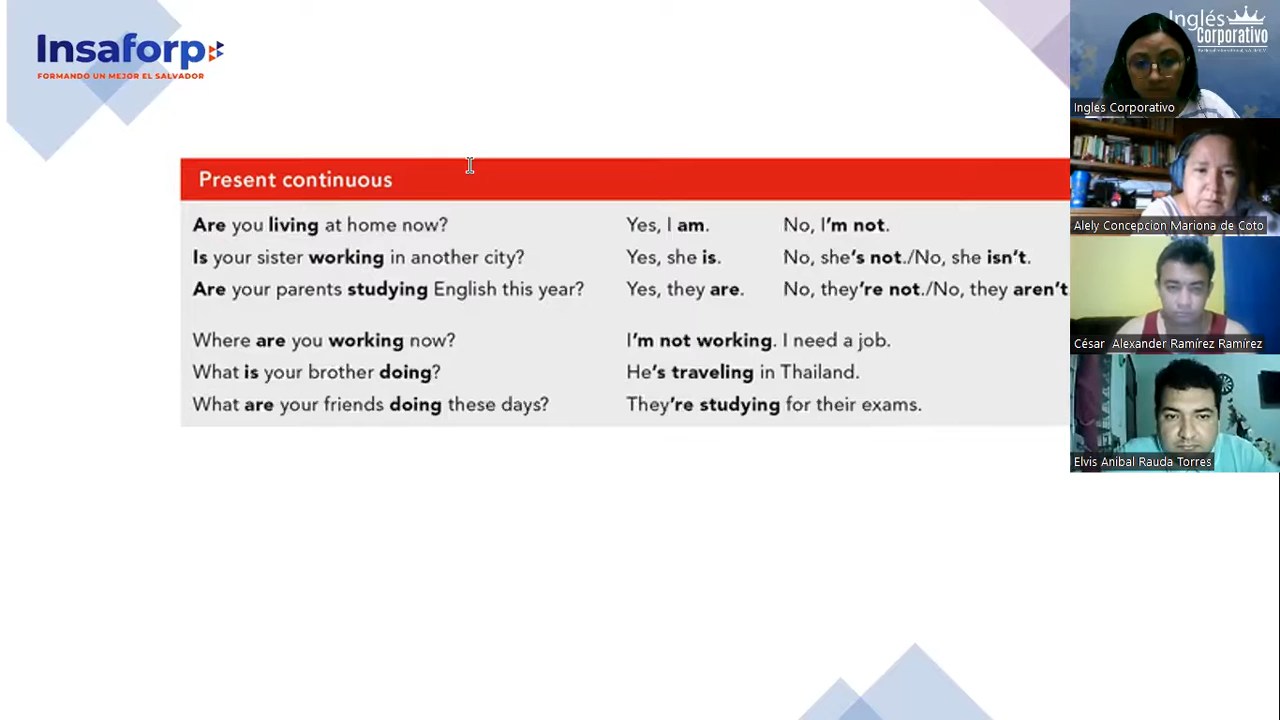 Insaforp
FORMANDO UN MEJOR EL SALVADOR
Present continuous
Are you living at home now? Yes, I am. No, I'm not.
Is your sister working in another city? Yes, she is. No, she's not./No, she isn't.
Are your parents studying English this year? Yes, they are. No, they're not./No, they aren't
Where are you working now? I'm not working. I need a job.
What is your brother doing? He's traveling in Thailand.
What are your friends doing these days? They're studying for their exams.
Inglés
Corporativo
Ingles Corporativo
Alely Concepcion Mariona de Coto
César Alexander Ramírez Ramírez
Elvis Anibal Rauda Torres